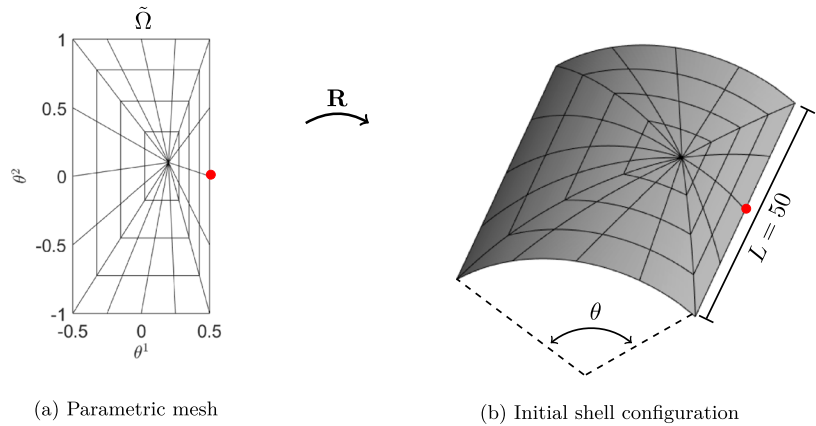 Ω̃
1
0.5
0
-0.5
-1
θ²
-0.5
0
0.5
θ¹
R
L = 50
θ
(a) Parametric mesh
(b) Initial shell configuration